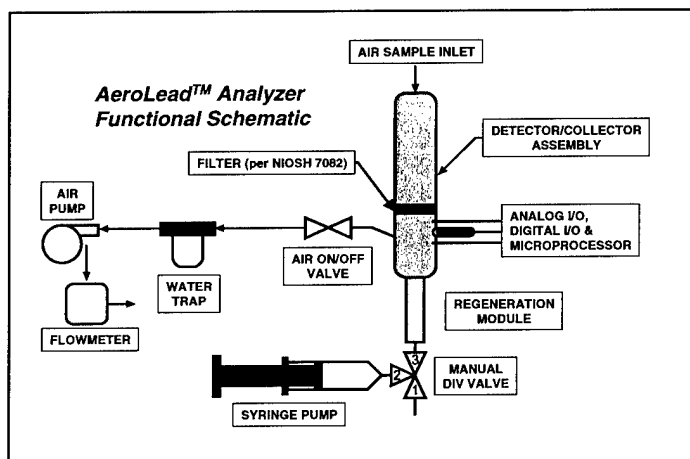 AIR SAMPLE INLET
AeroLead™ Analyzer
Functional Schematic
DETECTOR/COLLECTOR
ASSEMBLY
FILTER (per NIOSH 7082)
AIR
PUMP
ANALOG I/O,
DIGITAL I/O &
MICROPROCESSOR
AIR ON/OFF
VALVE
WATER
TRAP
REGENERATION
MODULE
FLOWMETER
3
2
1
MANUAL
DIV VALVE
SYRINGE PUMP